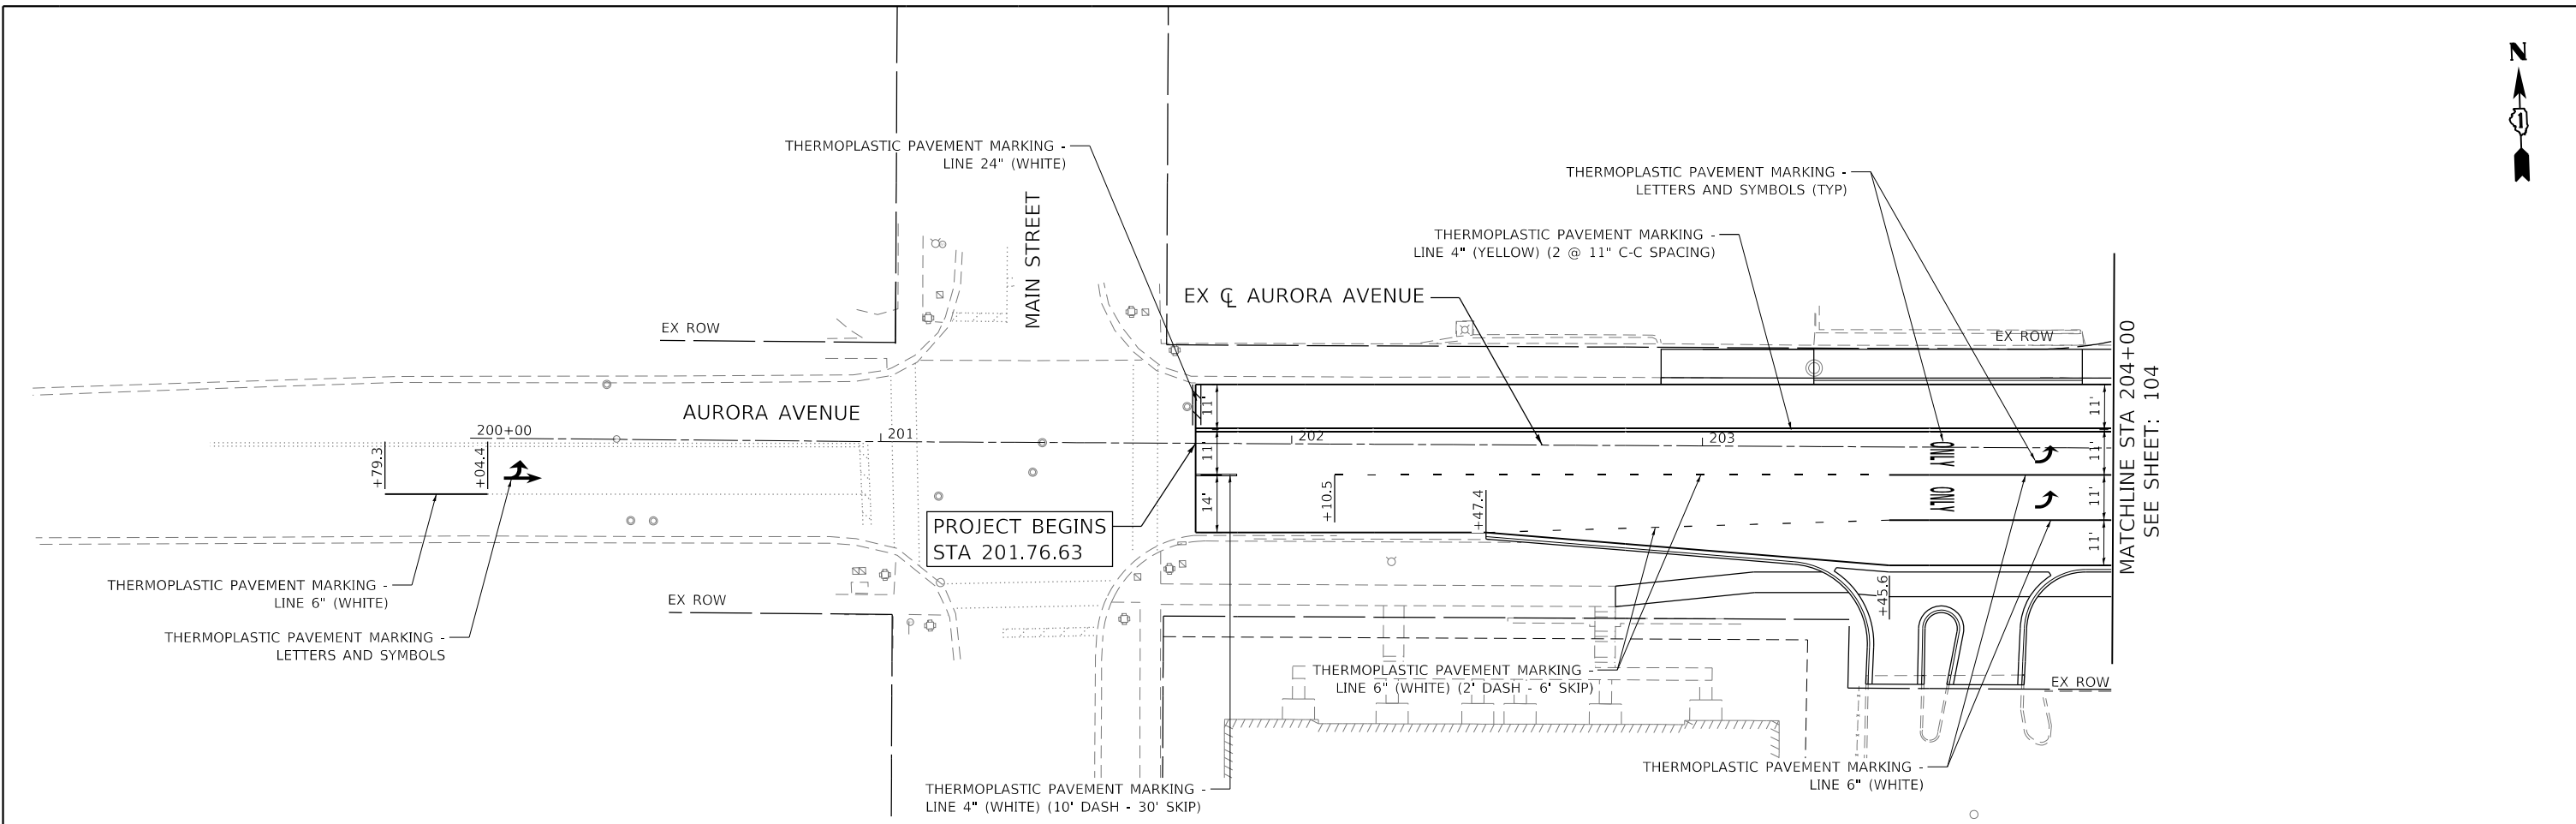 N
1
THERMOPLASTIC PAVEMENT MARKING -
LINE 24" (WHITE)
MAIN STREET
THERMOPLASTIC PAVEMENT MARKING -
LETTERS AND SYMBOLS (TYP)
THERMOPLASTIC PAVEMENT MARKING -
LINE 4" (YELLOW) (2 @ 11" C-C SPACING)
EX ℄ AURORA AVENUE
EX ROW
EX ROW
AURORA AVENUE
200+00
201
202
203
+79.3
+04.4
11'
11'
14'
+10.5
+47.4
+45.6
ONLY
ONLY
11'
11'
11'
11'
MATCHLINE STA 204+00
SEE SHEET: 104
PROJECT BEGINS
STA 201.76.63
THERMOPLASTIC PAVEMENT MARKING -
LINE 6" (WHITE)
EX ROW
THERMOPLASTIC PAVEMENT MARKING -
LETTERS AND SYMBOLS
THERMOPLASTIC PAVEMENT MARKING -
LINE 6" (WHITE) (2' DASH - 6' SKIP)
EX ROW
THERMOPLASTIC PAVEMENT MARKING -
LINE 6" (WHITE)
THERMOPLASTIC PAVEMENT MARKING -
LINE 4" (WHITE) (10' DASH - 30' SKIP)